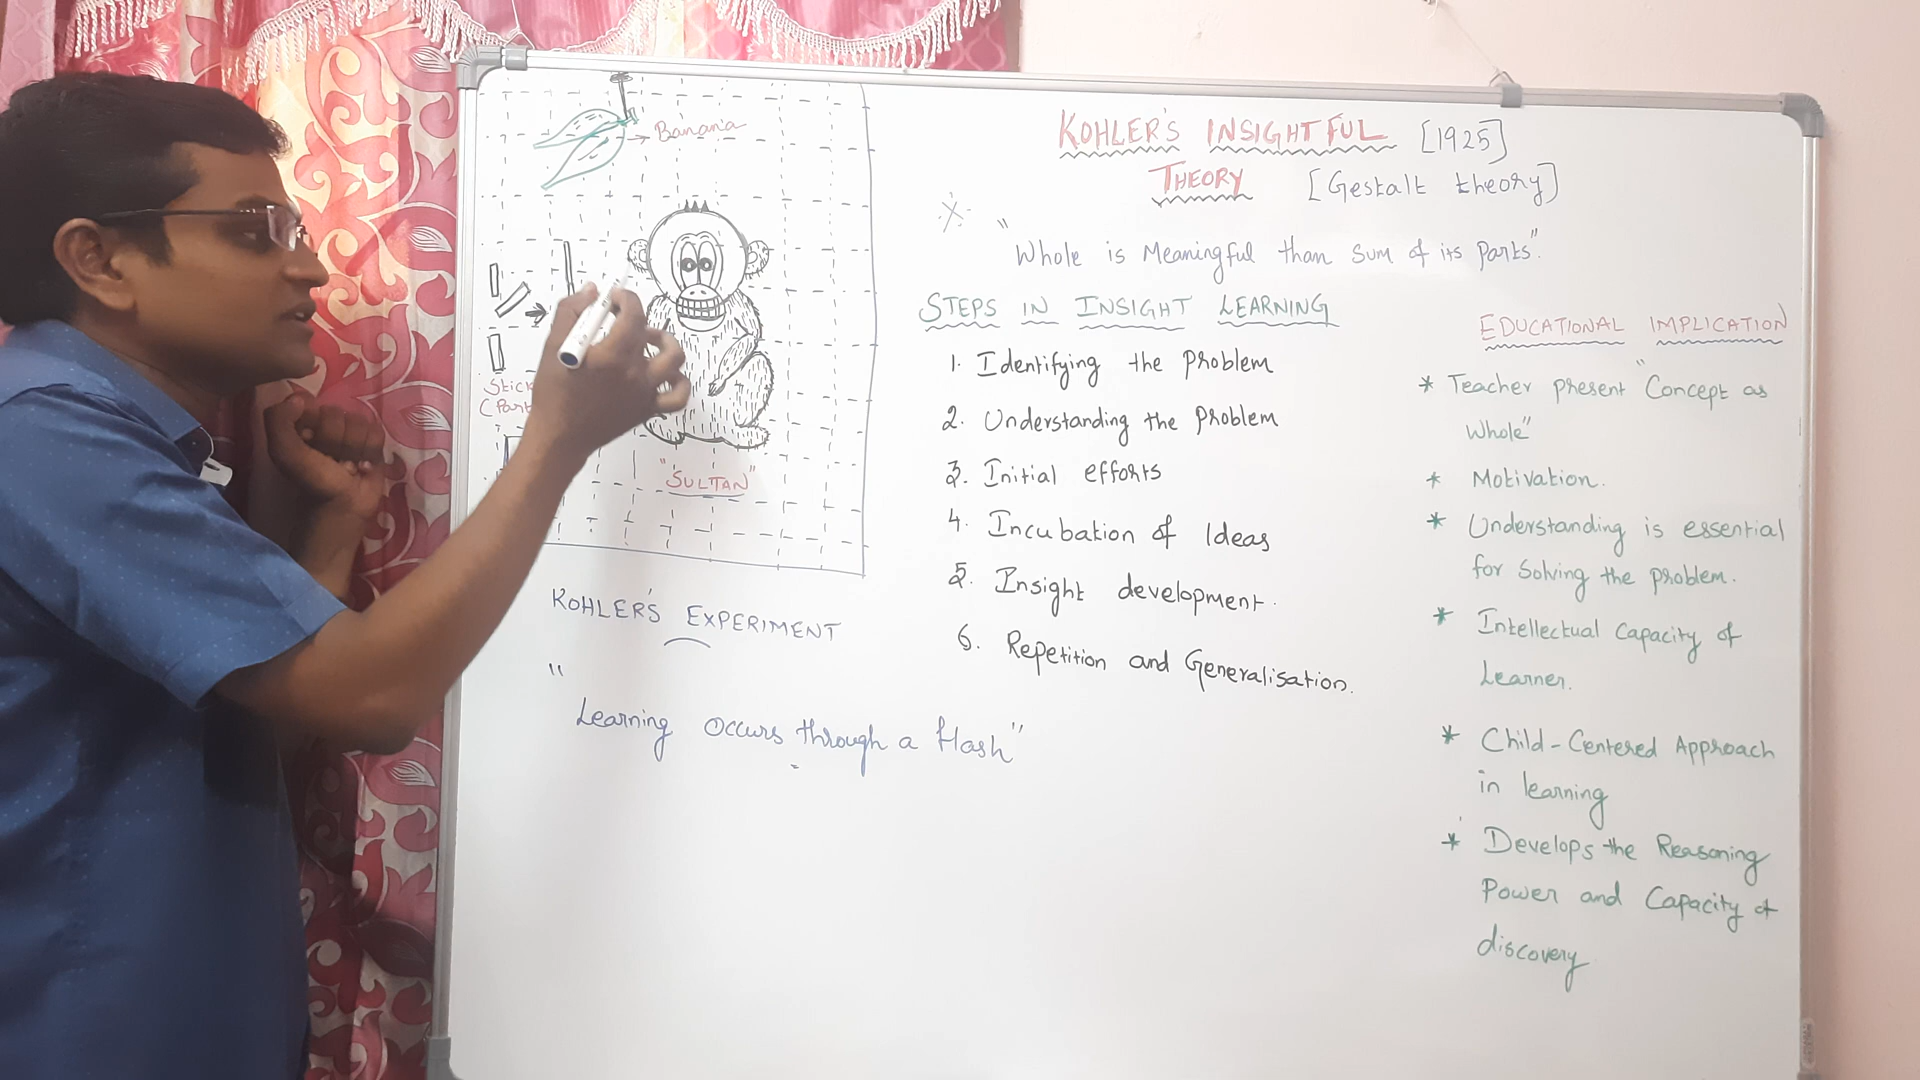 Banana
Stick
(Part
"SULTAN"
KOHLER'S EXPERIMENT
"Learning occurs through a flash"
KOHLER'S INSIGHTFUL [1925]
THEORY [Gestalt theory]
"Whole is Meaningful than Sum of its Parts".
STEPS IN INSIGHT LEARNING
1. Identifying the Problem
2. Understanding the Problem
3. Initial efforts
4. Incubation of Ideas
5. Insight development.
6. Repetition and Generalisation.
EDUCATIONAL IMPLICATION
* Teacher present "Concept as
Whole"
* Motivation.
* Understanding is essential
for Solving the problem.
* Intellectual Capacity of
Learner.
* Child-Centered Approach
in learning
* Develops the Reasoning
Power and Capacity of
discovery